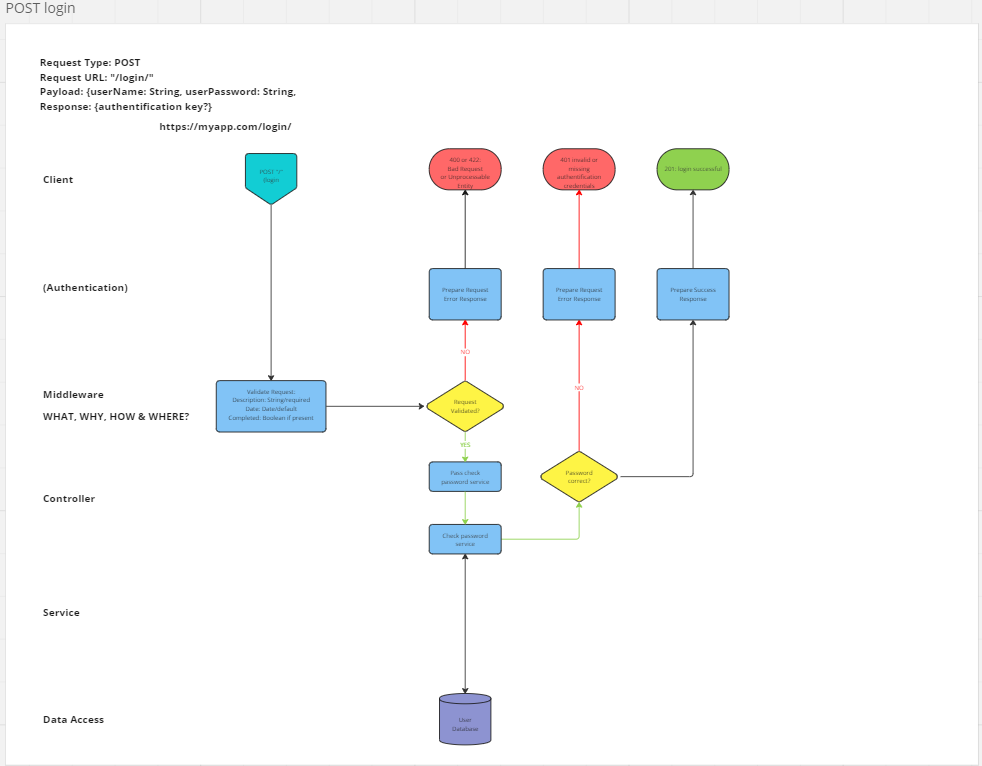 POST login
Request Type: POST
Request URL: "/login/"
Payload: {userName: String, userPassword: String,
Response: {authentification key?}
https://myapp.com/login/
Client
POST "/"
/login
400 or 422:
Bad Request
or Unprocessable
Entity
401 invalid or
missing
authentification
credentials
201: login successful
(Authentication)
Prepare Request
Error Response
Prepare Request
Error Response
Prepare Success
Response
NO
NO
Middleware
WHAT, WHY, HOW & WHERE?
Validate Request:
Description: String/required
Date: Date/default
Completed: Boolean if present
Request
Validated?
YES
Pass check
password service
Password
correct?
Controller
Check password
service
Service
Data Access
User
Database